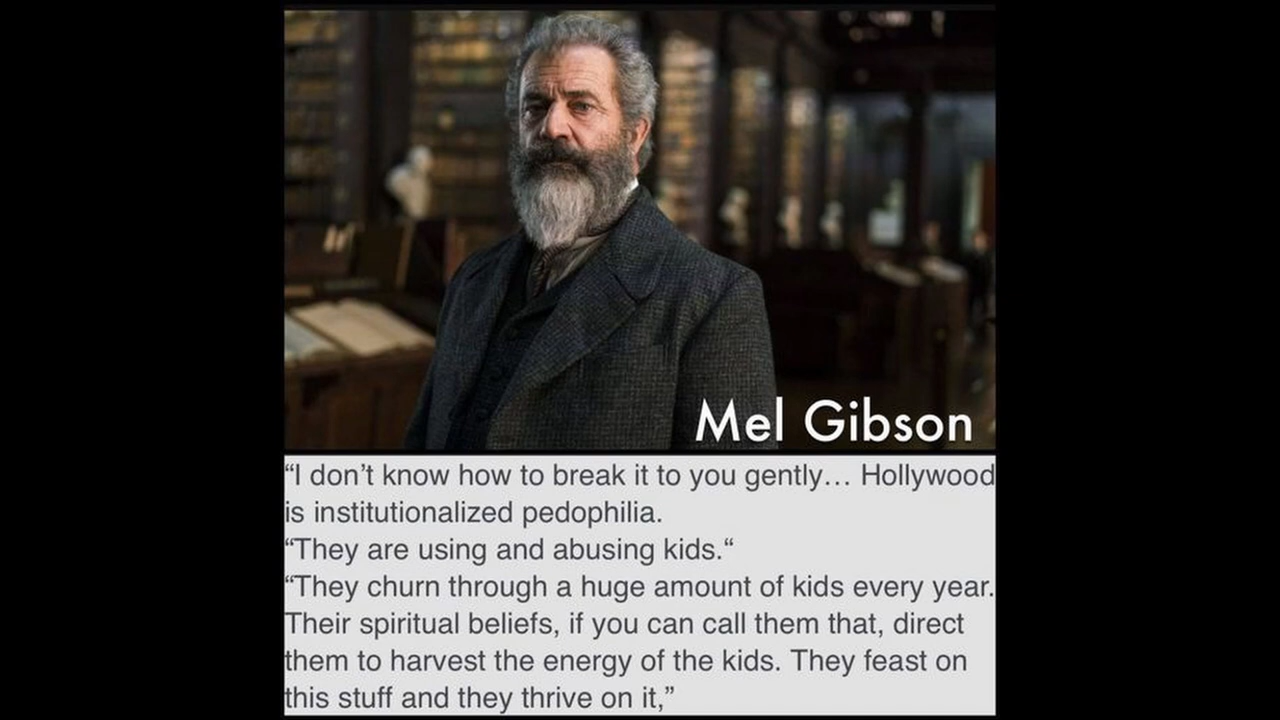 Mel Gibson
“I don’t know how to break it to you gently… Hollywood
is institutionalized pedophilia.
“They are using and abusing kids.“
“They churn through a huge amount of kids every year.
Their spiritual beliefs, if you can call them that, direct
them to harvest the energy of the kids. They feast on
this stuff and they thrive on it,”